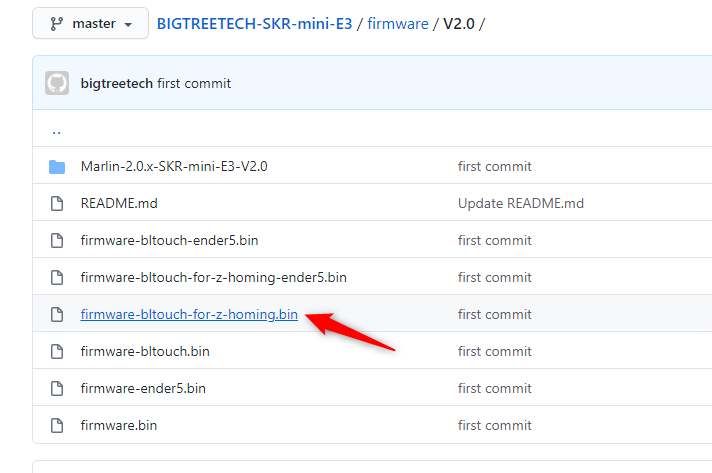 master BIGTREETECH-SKR-mini-E3 / firmware / V2.0 /
bigtreetech first commit
..
Marlin-2.0.x-SKR-mini-E3-V2.0 first commit
README.md Update README.md
firmware-bltouch-ender5.bin first commit
firmware-bltouch-for-z-homing-ender5.bin first commit
firmware-bltouch-for-z-homing.bin first commit
firmware-bltouch.bin first commit
firmware-ender5.bin first commit
firmware.bin first commit